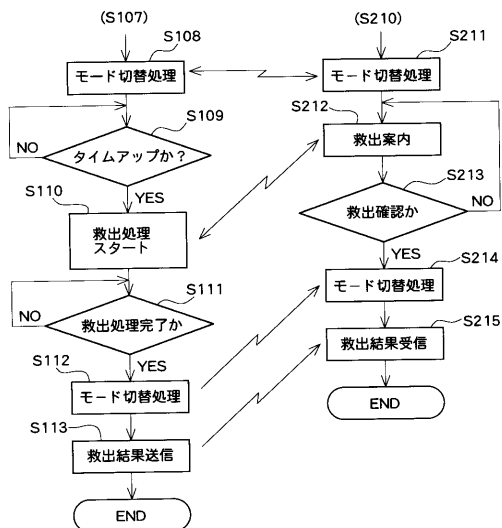 (S107)
S108
モード切替処理
S109
NO
タイムアップか?
YES
S110
救出処理
スタート
S111
NO
救出処理完了か
YES
S112
モード切替処理
S113
救出結果送信
END
(S210)
S211
モード切替処理
S212
救出案内
S213
NO
救出確認か
YES
S214
モード切替処理
S215
救出結果受信
END